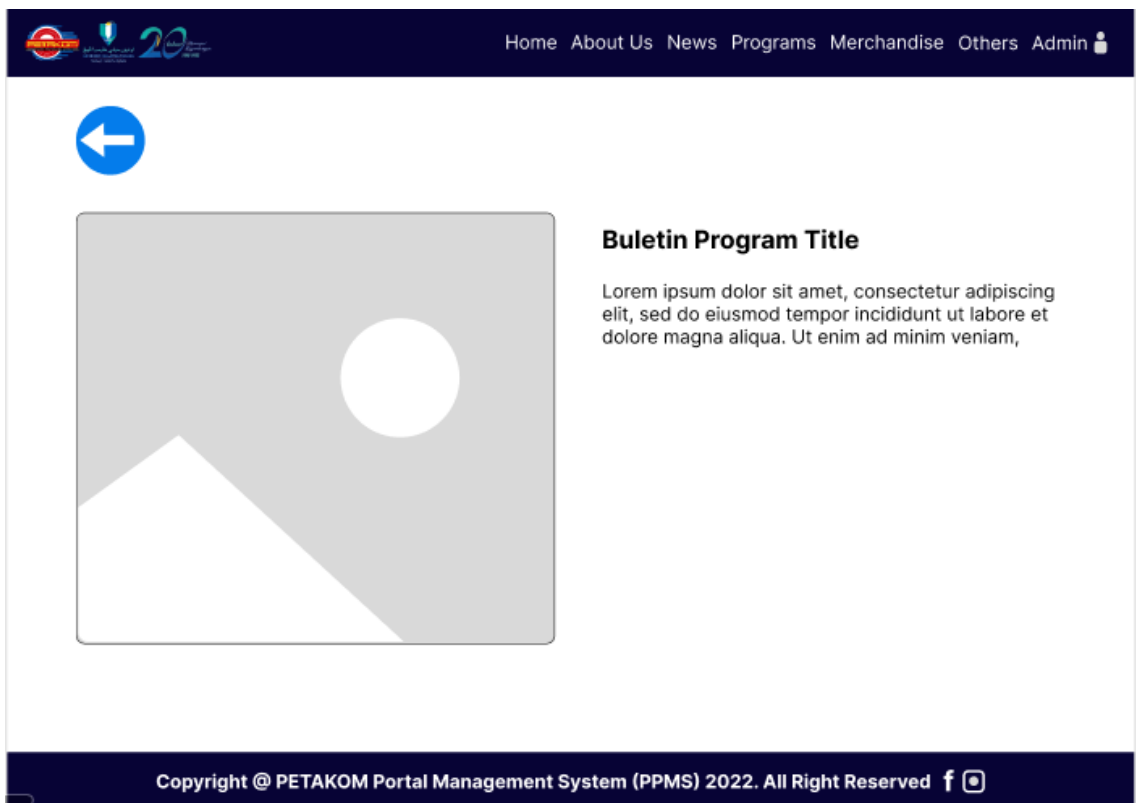 PETAKOM
20
Home About Us News Programs Merchandise Others Admin
Buletin Program Title
Lorem ipsum dolor sit amet, consectetur adipiscing
elit, sed do eiusmod tempor incididunt ut labore et
dolore magna aliqua. Ut enim ad minim veniam,
Copyright @ PETAKOM Portal Management System (PPMS) 2022. All Right Reserved